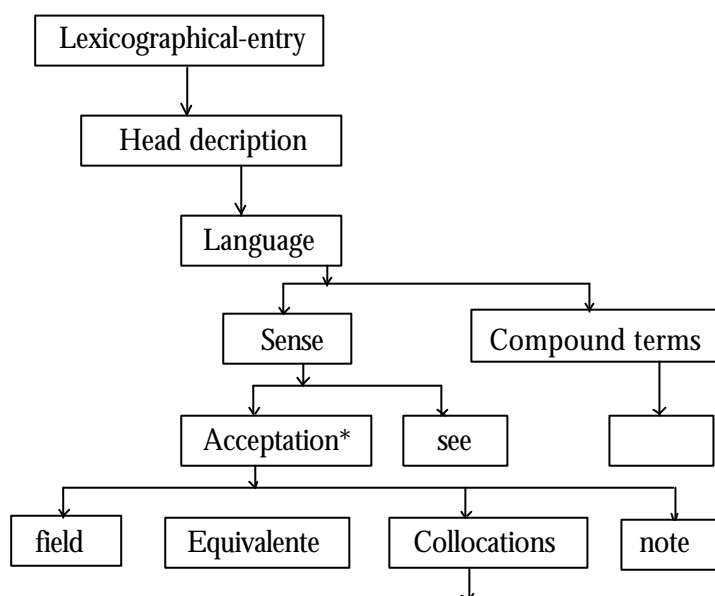 Lexicographical-entry
Head decription
Language
Sense
Compound terms
Acceptation*
see
field
Equivalente
Collocations
note